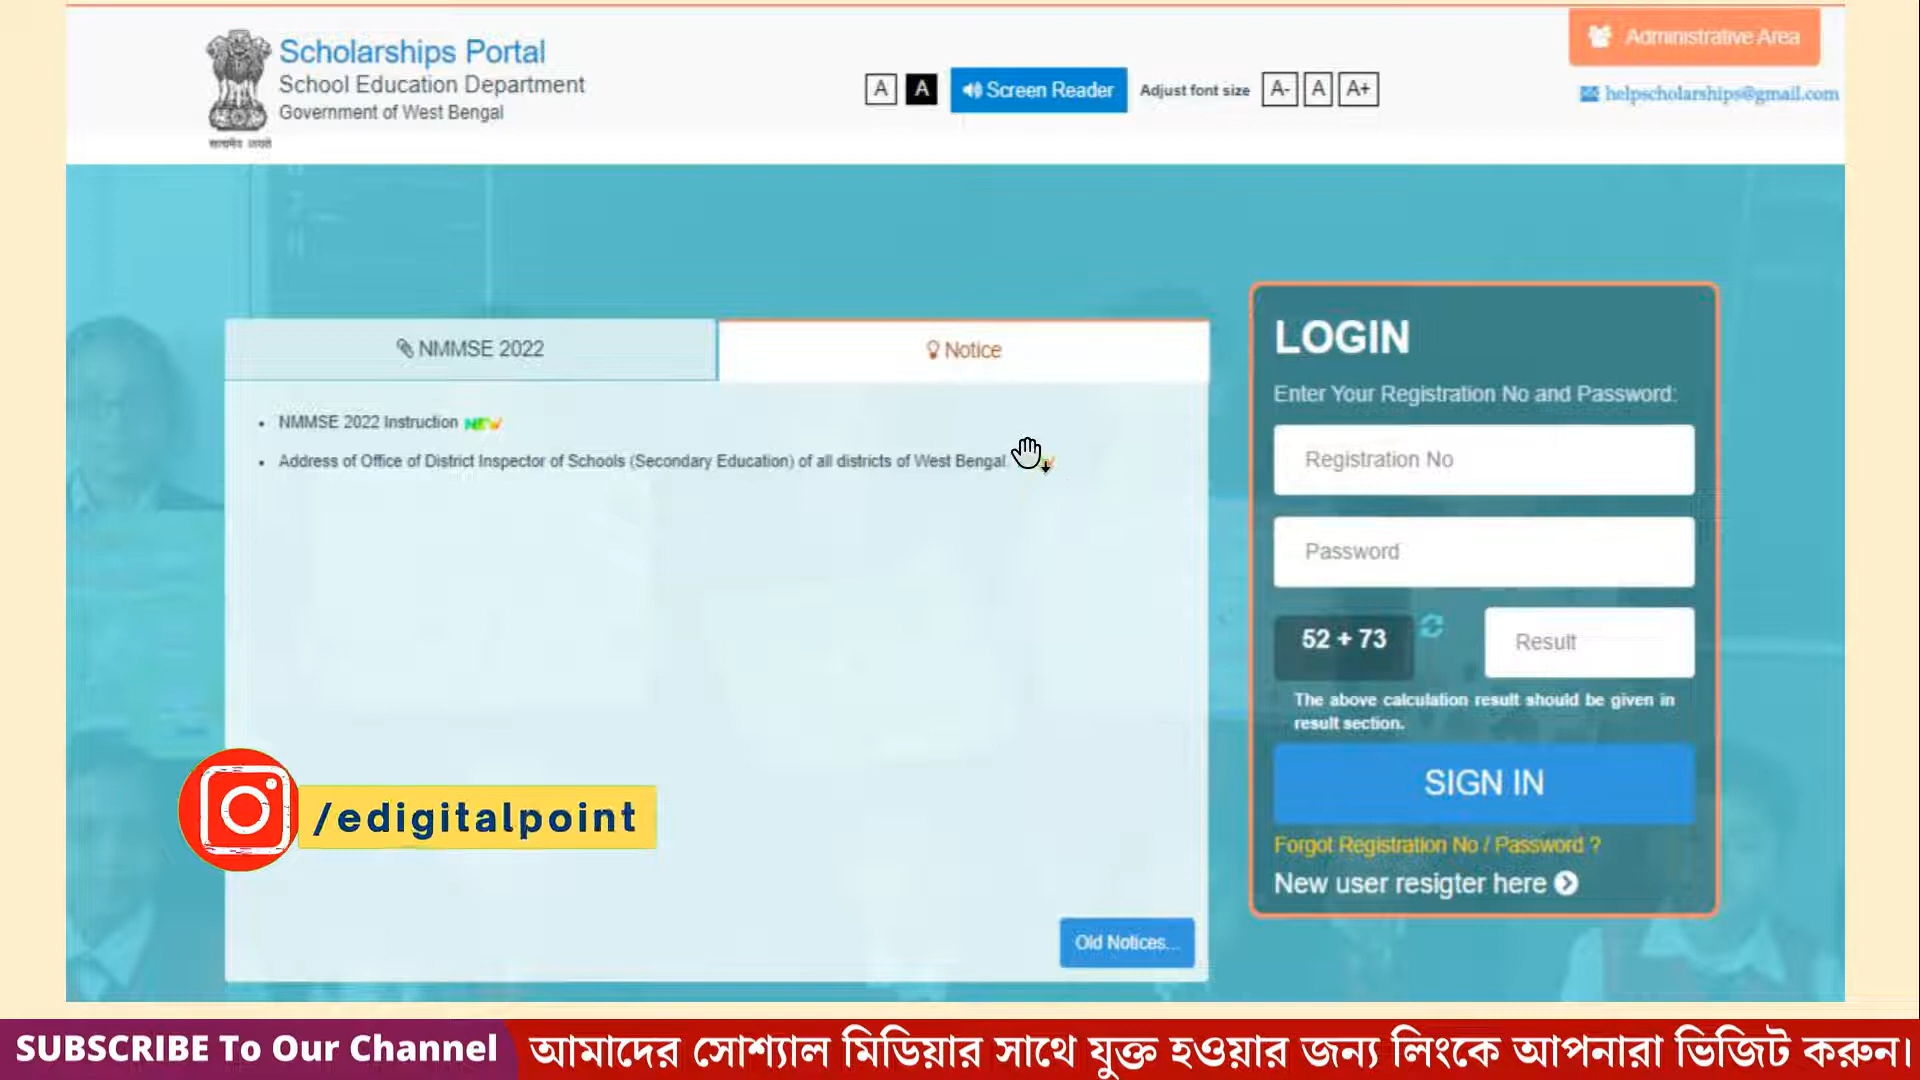 Scholarships Portal
School Education Department
Government of West Bengal
सत्यमेव जयते
A A Screen Reader Adjust font size A- A A+
Administrative Area
helpscholarships@gmail.com
NMMSE 2022
Notice
NMMSE 2022 Instruction NEW
Address of Office of District Inspector of Schools (Secondary Education) of all districts of West Bengal
Old Notices...
LOGIN
Enter Your Registration No and Password:
Registration No
Password
52 + 73
Result
The above calculation result should be given in
result section.
SIGN IN
Forgot Registration No / Password ?
New user resigter here
/edigitalpoint
SUBSCRIBE To Our Channel
আমাদের সোশ্যাল মিডিয়ার সাথে যুক্ত হওয়ার জন্য লিংকে আপনারা ভিজিট করুন।